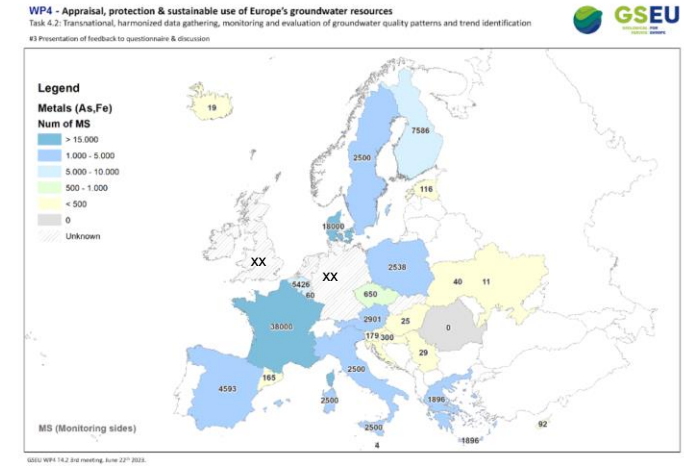 WP4 - Appraisal, protection & sustainable use of Europe's groundwater resources
Task 4.2: Transnational, harmonized data gathering, monitoring and evaluation of groundwater quality patterns and trend identification
#3 Presentation of feedback to questionnaire & discussion
GSEU
GEOLOGICAL FOR
SERVICE EUROPE
Legend
Metals (As,Fe)
Num of MS
> 15.000
1.000 - 5.000
5.000 - 10.000
500 - 1.000
< 500
0
Unknown
19
7586
2500
116
18000
XX
XX
2538
5426
60
650
40
11
38000
2901
25
0
179
300
29
2500
165
4593
2500
2500
1896
4
1896
92
MS (Monitoring sides)
GSEU WP4 T4.2 3rd meeting, June 22th 2023.